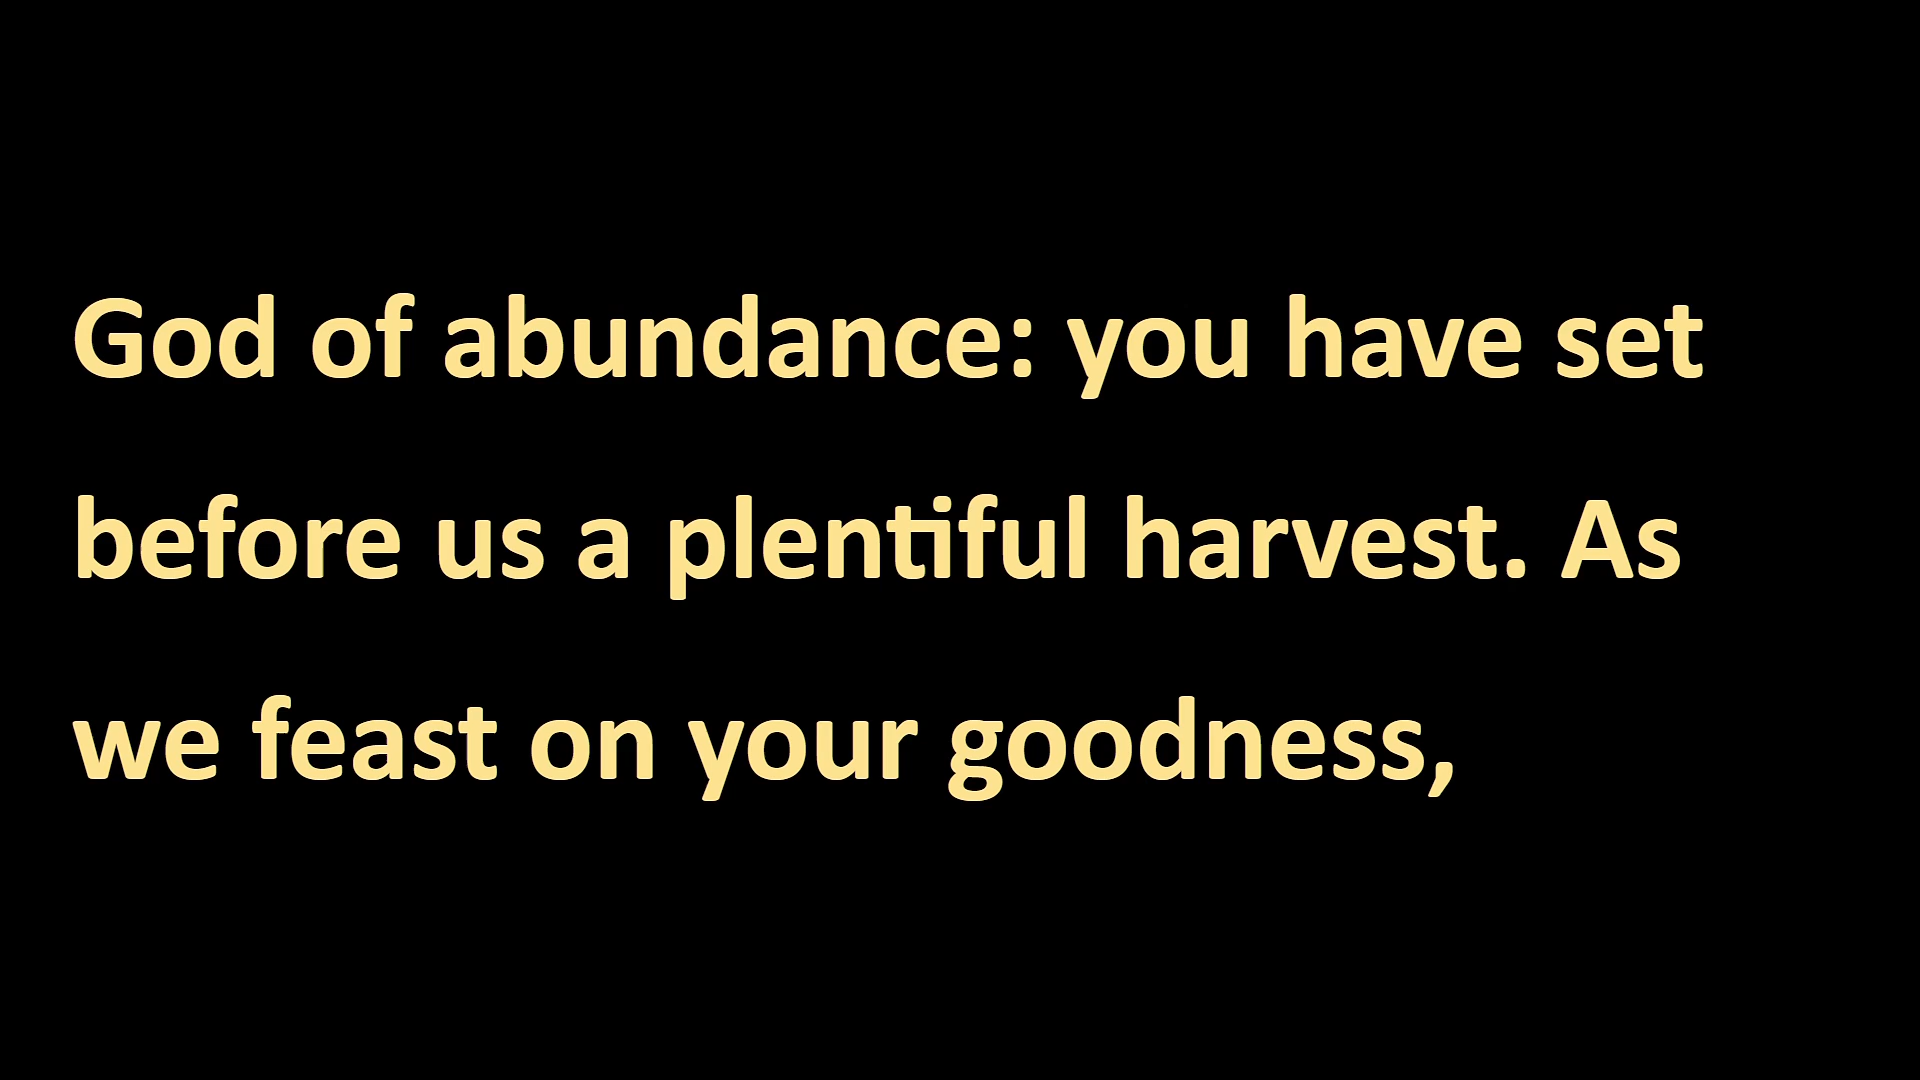 God of abundance: you have set
before us a plentiful harvest. As
we feast on your goodness,